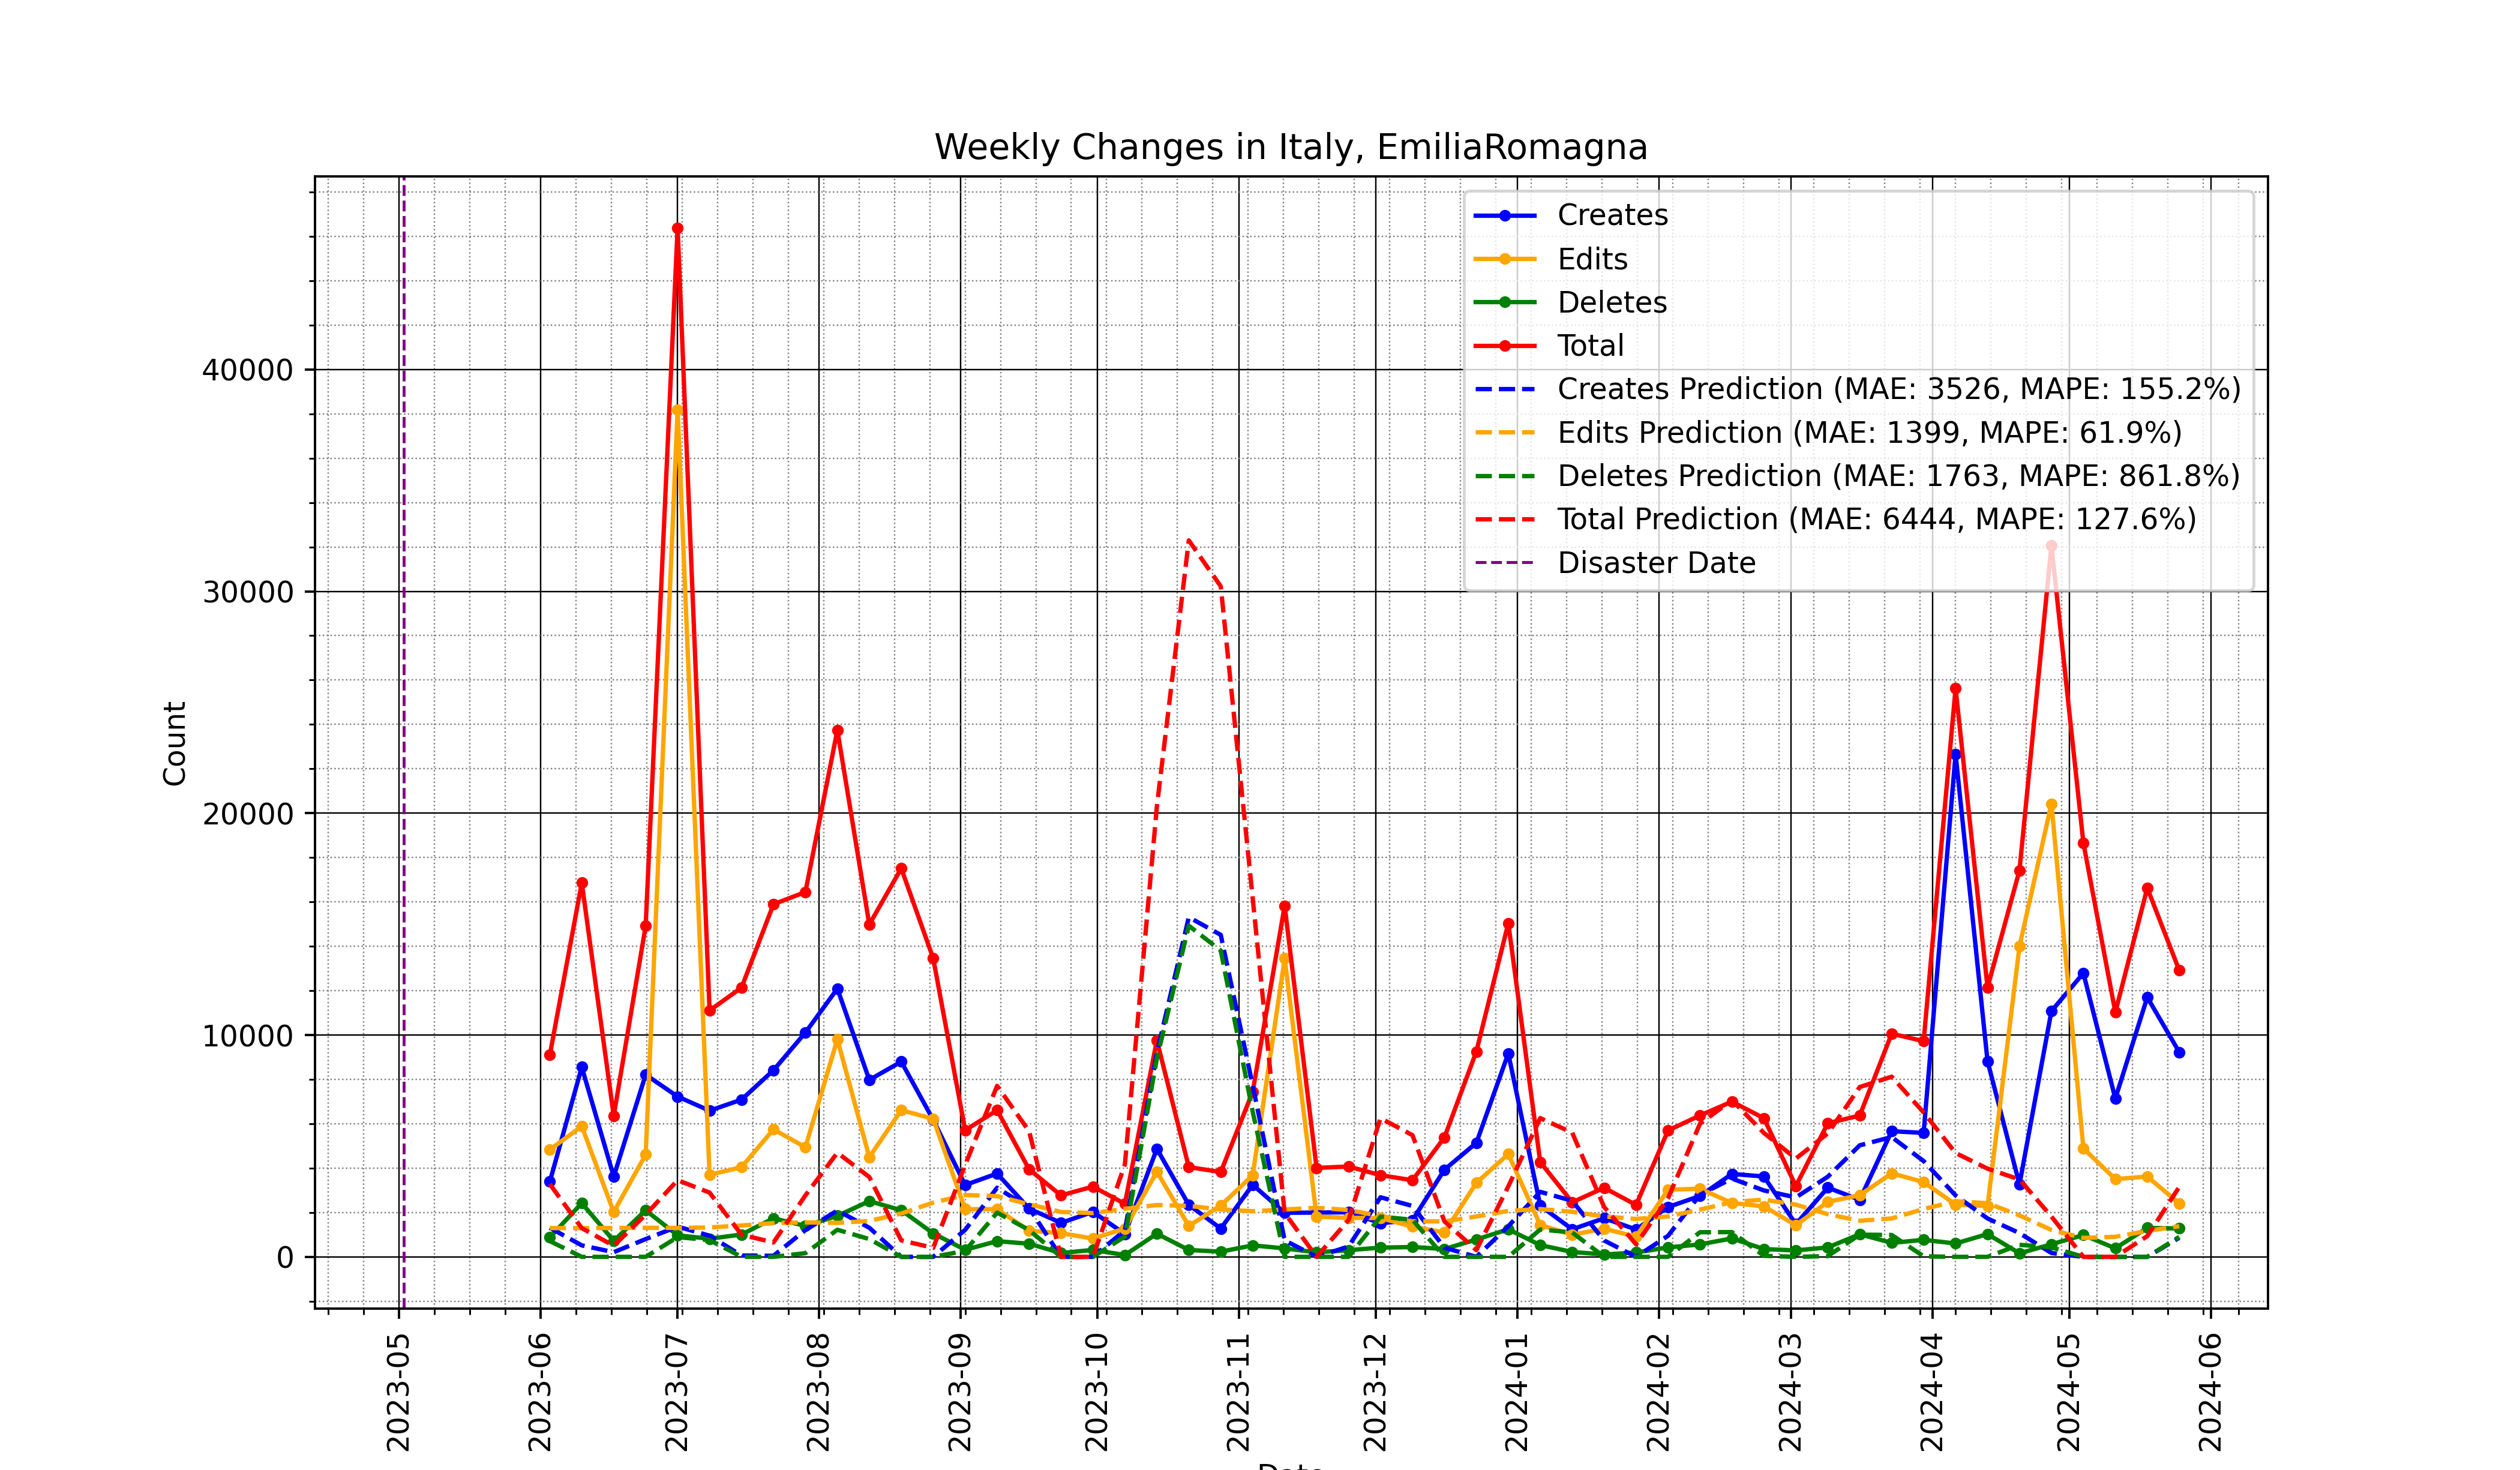 Weekly Changes in Italy, EmiliaRomagna
Creates
Edits
Deletes
Total
Creates Prediction (MAE: 3526, MAPE: 155.2%)
Edits Prediction (MAE: 1399, MAPE: 61.9%)
Deletes Prediction (MAE: 1763, MAPE: 861.8%)
Total Prediction (MAE: 6444, MAPE: 127.6%)
Disaster Date
Count
40000
30000
20000
10000
0
2023-05
2023-06
2023-07
2023-08
2023-09
2023-10
2023-11
2023-12
2024-01
2024-02
2024-03
2024-04
2024-05
2024-06